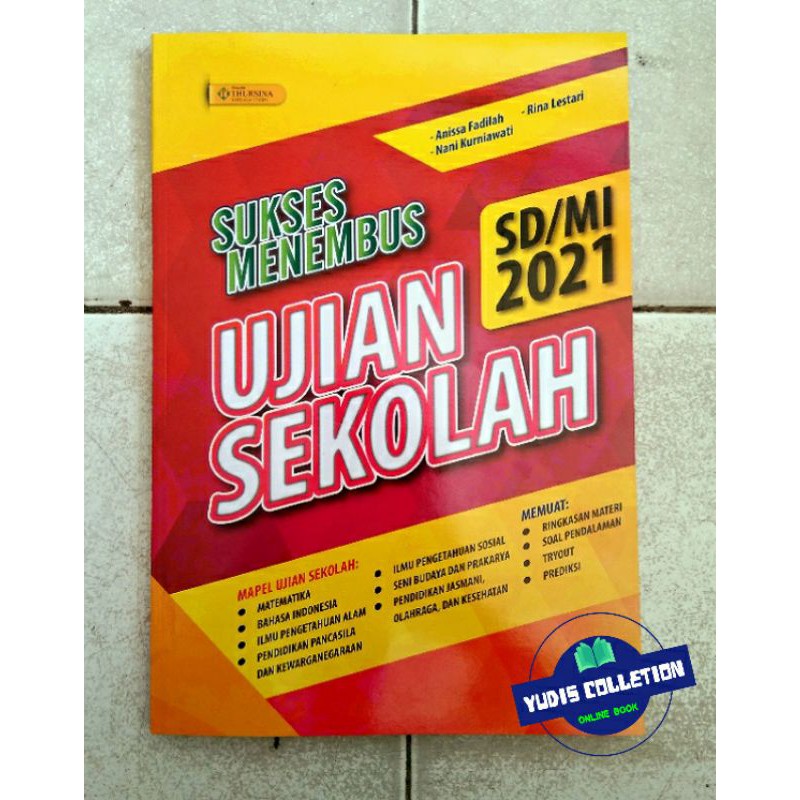 THURSINA
- Anissa Fadilah
- Rina Lestari
- Nani Kurniawati
SUKSES
MENEMBUS
SD/MI
2021
UJIAN
SEKOLAH
MAPEL UJIAN SEKOLAH:
• MATEMATIKA
• BAHASA INDONESIA
• ILMU PENGETAHUAN ALAM
• PENDIDIKAN PANCASILA
DAN KEWARGANEGARAAN
• ILMU PENGETAHUAN SOSIAL
• SENI BUDAYA DAN PRAKARYA
• PENDIDIKAN JASMANI,
OLAHRAGA, DAN KESEHATAN
MEMUAT:
• RINGKASAN MATERI
• SOAL PENDALAMAN
• TRYOUT
• PREDIKSI
YUDIS COLLETION
ONLINE BOOK